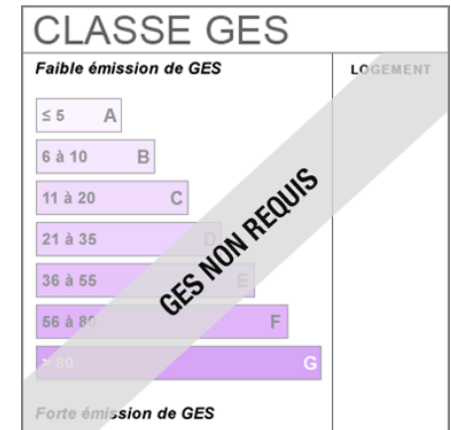 CLASSE GES
Faible émission de GES
LOGEMENT
≤ 5 A
6 à 10 B
11 à 20 C
21 à 35 D
36 à 55 E
56 à 80 F
> 80 G
GES NON REQUIS
Forte émission de GES